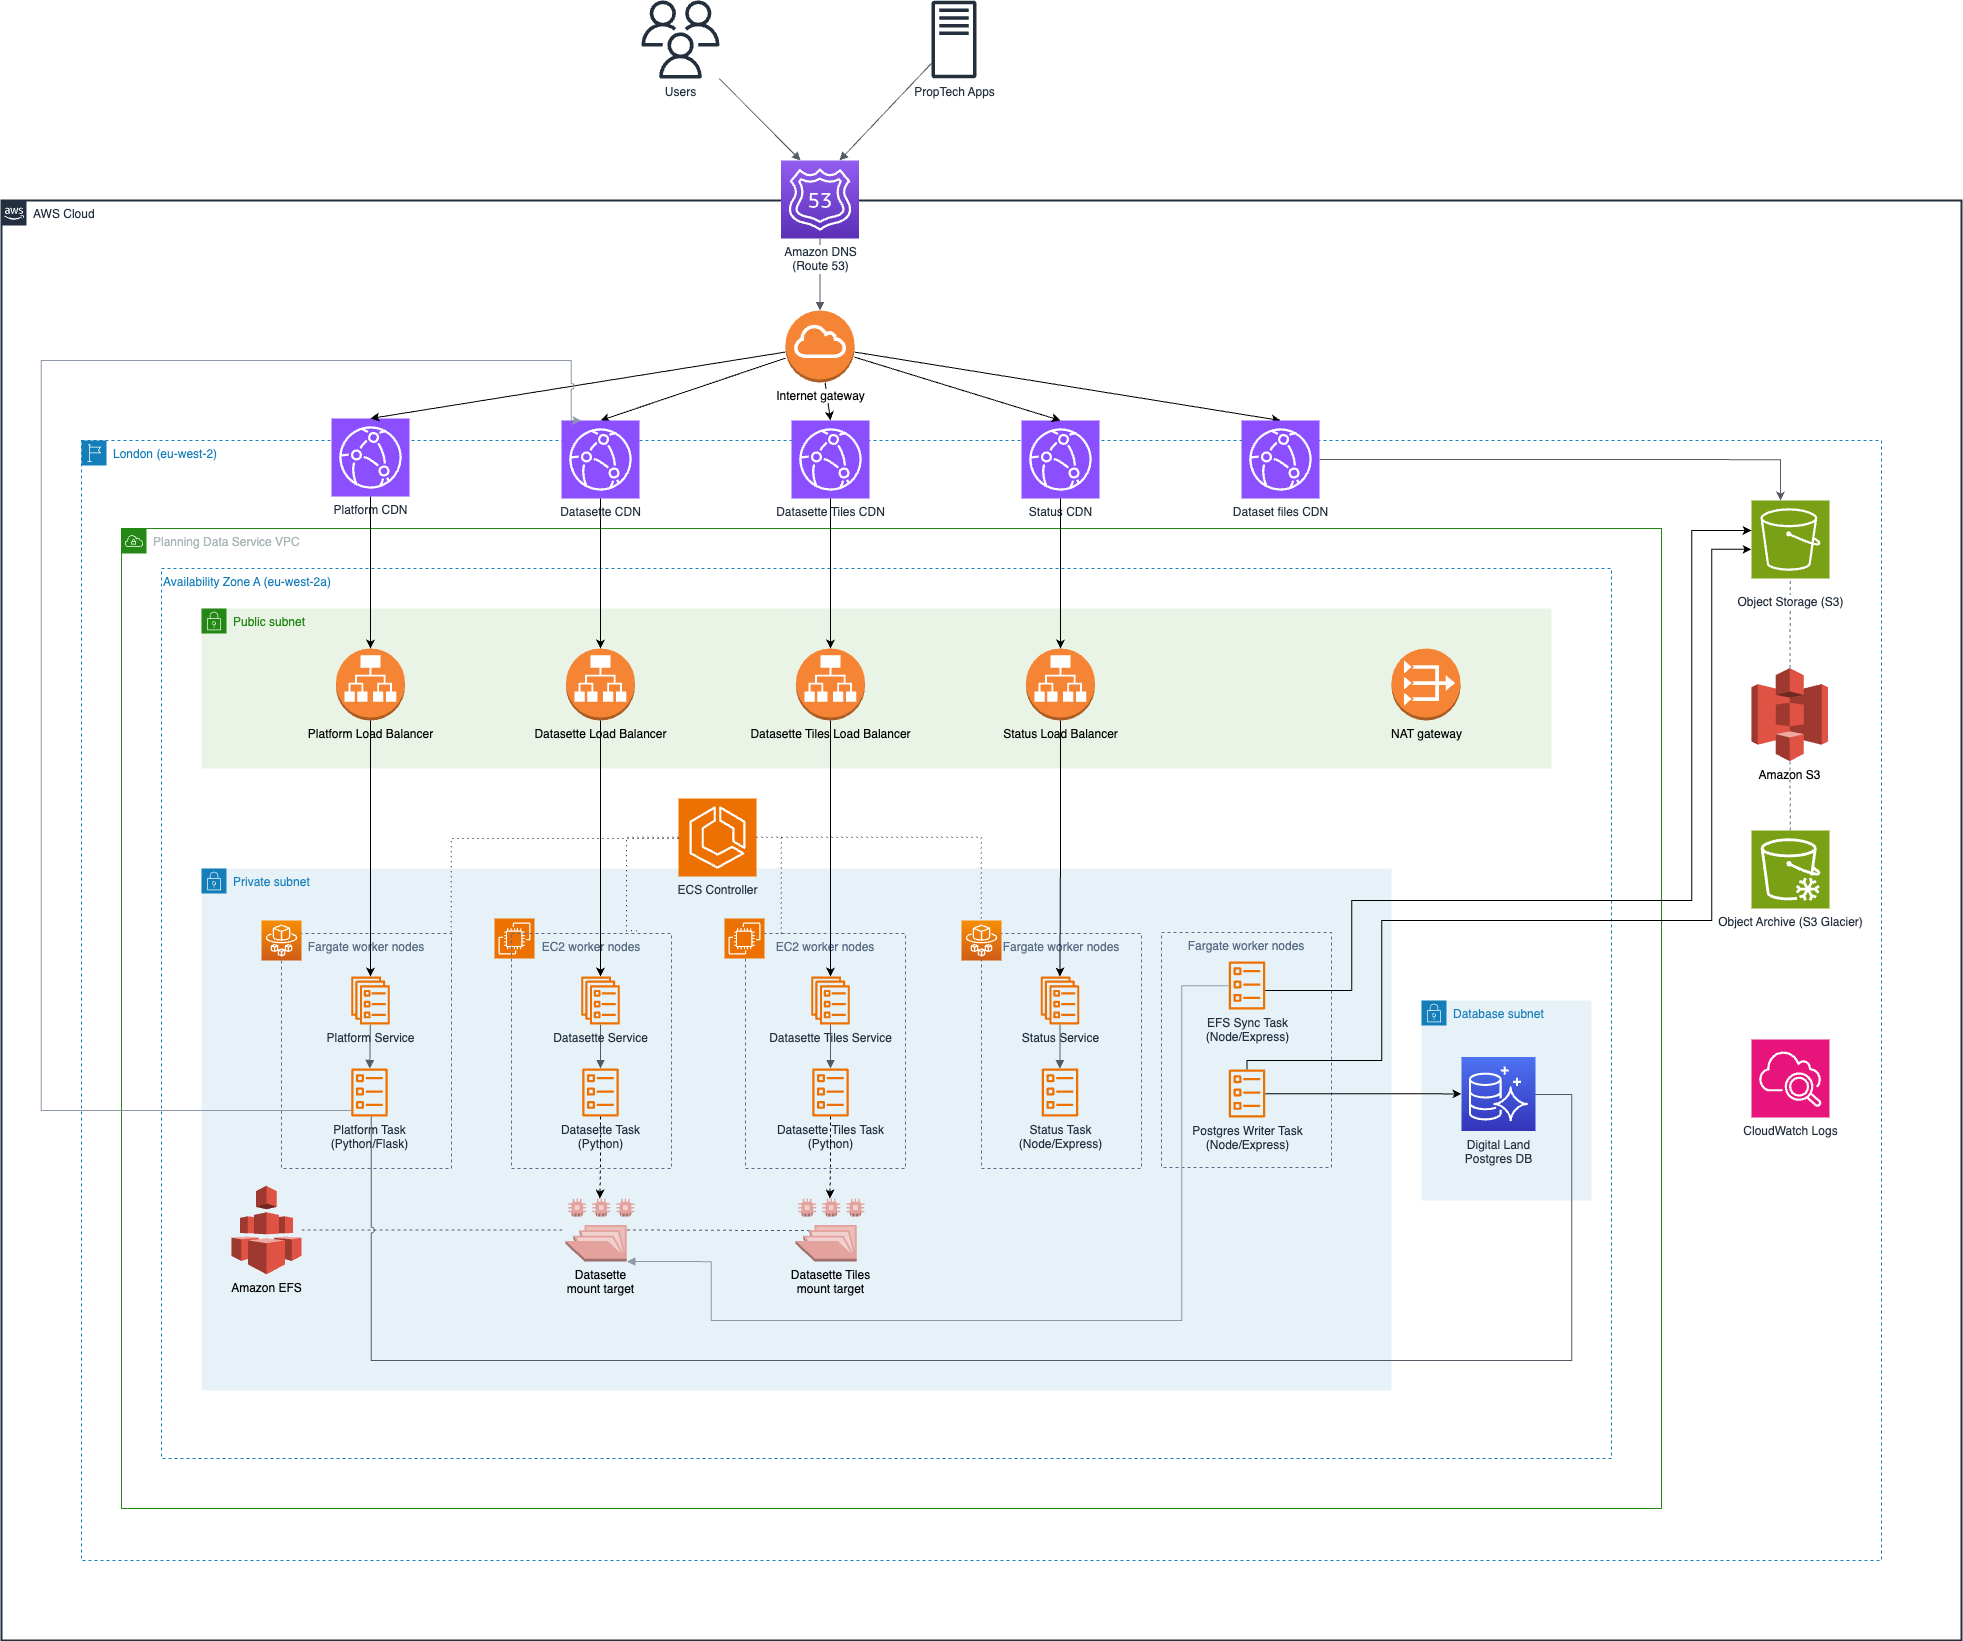 Users
PropTech Apps
53
aws
AWS Cloud
Amazon DNS
(Route 53)
Internet gateway
London (eu-west-2)
Platform CDN
Datasette CDN
Datasette Tiles CDN
Status CDN
Dataset files CDN
Planning Data Service VPC
Availability Zone A (eu-west-2a)
Object Storage (S3)
Public subnet
Platform Load Balancer
Datasette Load Balancer
Datasette Tiles Load Balancer
Status Load Balancer
NAT gateway
Amazon S3
ECS Controller
Private subnet
Object Archive (S3 Glacier)
Fargate worker nodes
EC2 worker nodes
EC2 worker nodes
Fargate worker nodes
Fargate worker nodes
Platform Service
Datasette Service
Datasette Tiles Service
Status Service
EFS Sync Task
(Node/Express)
Database subnet
Platform Task
(Python/Flask)
Datasette Task
(Python)
Datasette Tiles Task
(Python)
Status Task
(Node/Express)
Postgres Writer Task
(Node/Express)
Digital Land
Postgres DB
CloudWatch Logs
Amazon EFS
Datasette
mount target
Datasette Tiles
mount target